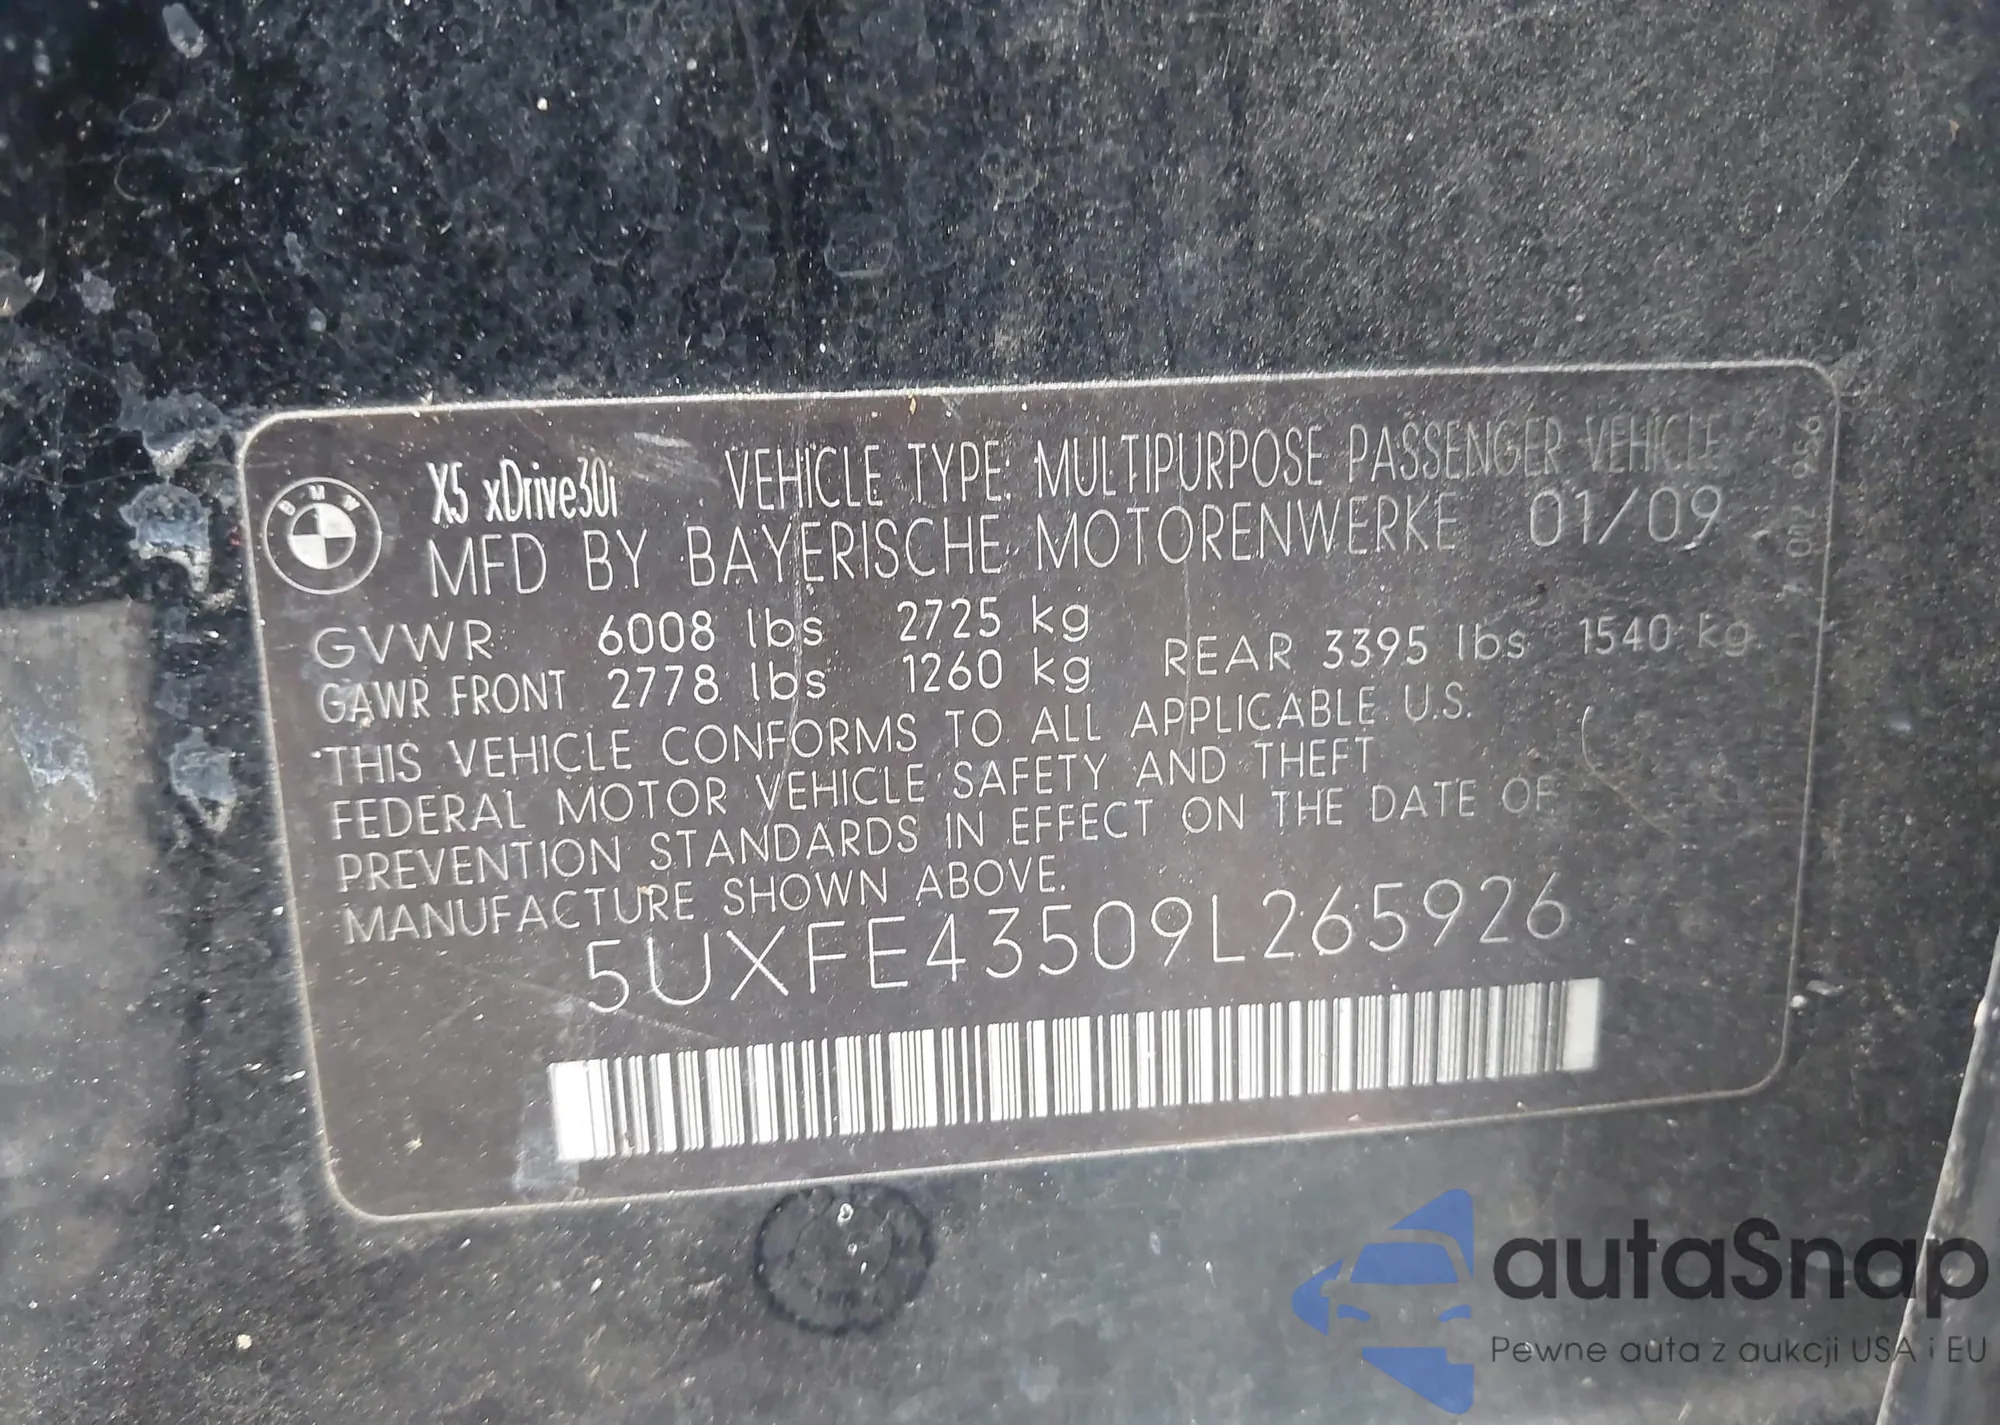 BMW
X5 xDrive30i VEHICLE TYPE: MULTIPURPOSE PASSENGER VEHICLE
MFD BY BAYERISCHE MOTORENWERKE 01/09
GVWR 6008 lbs 2725 kg
GAWR FRONT 2778 lbs 1260 kg REAR 3395 lbs 1540 kg
THIS VEHICLE CONFORMS TO ALL APPLICABLE U.S.
FEDERAL MOTOR VEHICLE SAFETY AND THEFT
PREVENTION STANDARDS IN EFFECT ON THE DATE OF
MANUFACTURE SHOWN ABOVE.
5UXFE43509L265926
autaSnap
Pewne auta z aukcji USA i EU